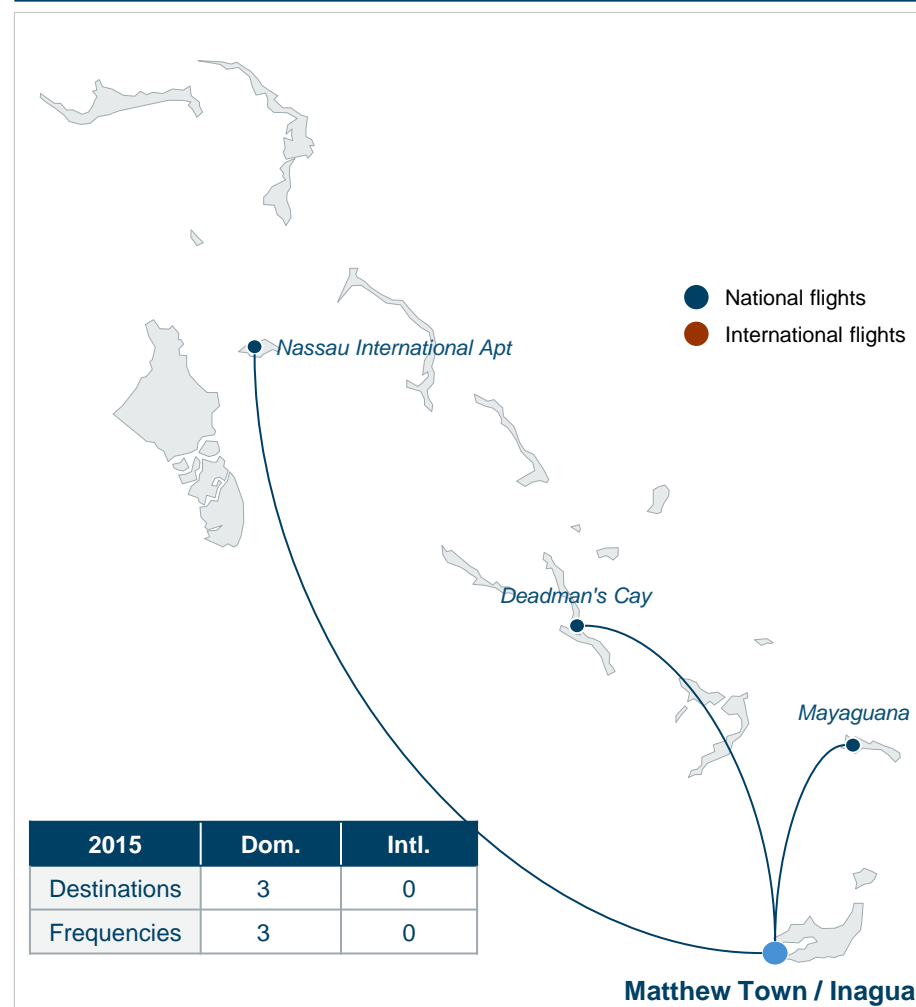 National flights
International flights
Nassau International Apt
Deadman's Cay
Mayaguana
2015 Dom. Intl.
Destinations 3 0
Frequencies 3 0
Matthew Town / Inagua